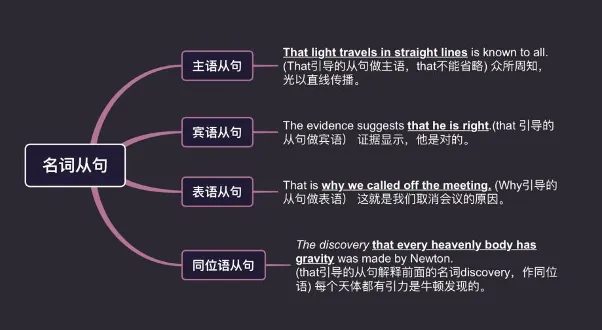 名词从句
主语从句
That light travels in straight lines is known to all.
(That引导的从句做主语，that不能省略) 众所周知，
光以直线传播。
宾语从句
The evidence suggests that he is right.(that 引导的
从句做宾语） 证据显示，他是对的。
表语从句
That is why we called off the meeting. (Why引导的
从句做表语） 这就是我们取消会议的原因。
同位语从句
The discovery that every heavenly body has
gravity was made by Newton.
(that引导的从句解释前面的名词discovery，作同位
语) 每个天体都有引力是牛顿发现的。